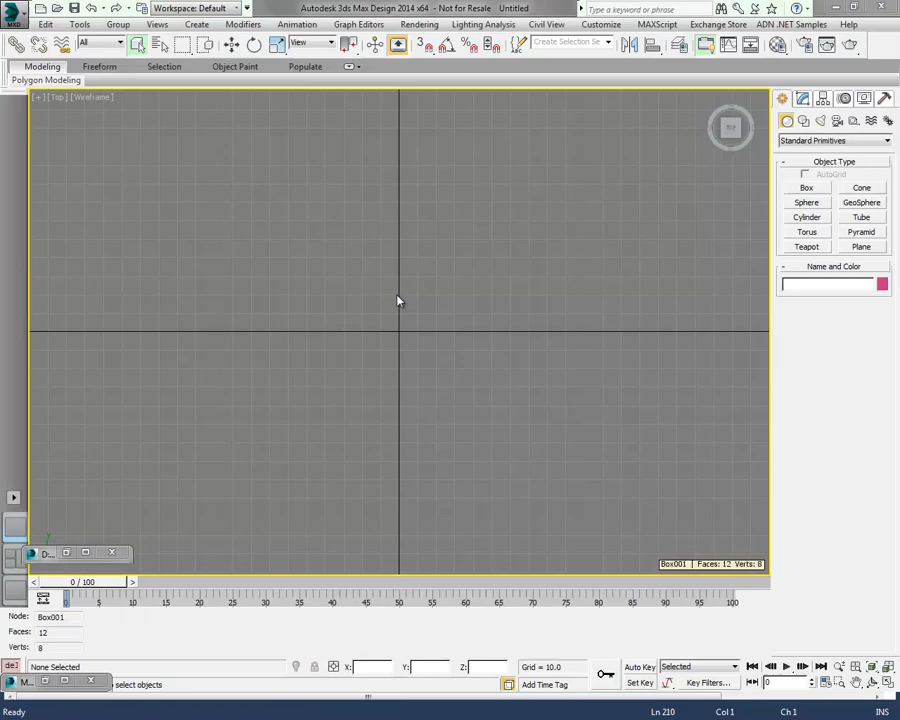 MXD Workspace: Default Autodesk 3ds Max Design 2014 x64 - Not for Resale Untitled Type a keyword or phrase
Edit Tools Group Views Create Modifiers Animation Graph Editors Rendering Lighting Analysis Civil View Customize MAXScript Exchange Store ADN .NET Samples Help
All View 3 Create Selection Se
Modeling Freeform Selection Object Paint Populate
Polygon Modeling
[+] [Top] [Wireframe] TOP
Standard Primitives
- Object Type
AutoGrid
Box Cone
Sphere GeoSphere
Cylinder Tube
Torus Pyramid
Teapot Plane
- Name and Color
y
D:...
Box001 | Faces: 12 Verts: 8
< 0 / 100 >
0 5 10 15 20 25 30 35 40 45 50 55 60 65 70 75 80 85 90 95 100
Node: Box001
Faces: 12
Verts: 8
de] None Selected X: Y: Z: Grid = 10.0 Auto Key Selected
M... select objects Add Time Tag Set Key Key Filters... 0
Ready Ln 210 Col 1 Ch 1 INS